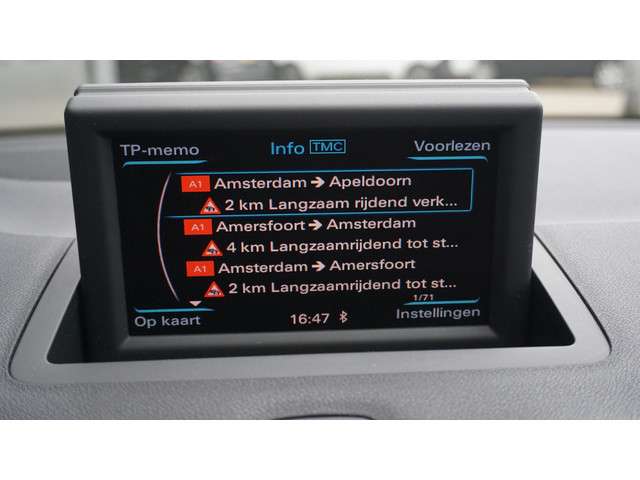 TP-memo Info TMC Voorlezen
A1 Amsterdam → Apeldoorn
2 km Langzaam rijdend verk...
A1 Amersfoort → Amsterdam
4 km Langzaamrijdend tot st...
A1 Amsterdam → Amersfoort
2 km Langzaamrijdend tot st...
1/71
Op kaart 16:47 Instellingen